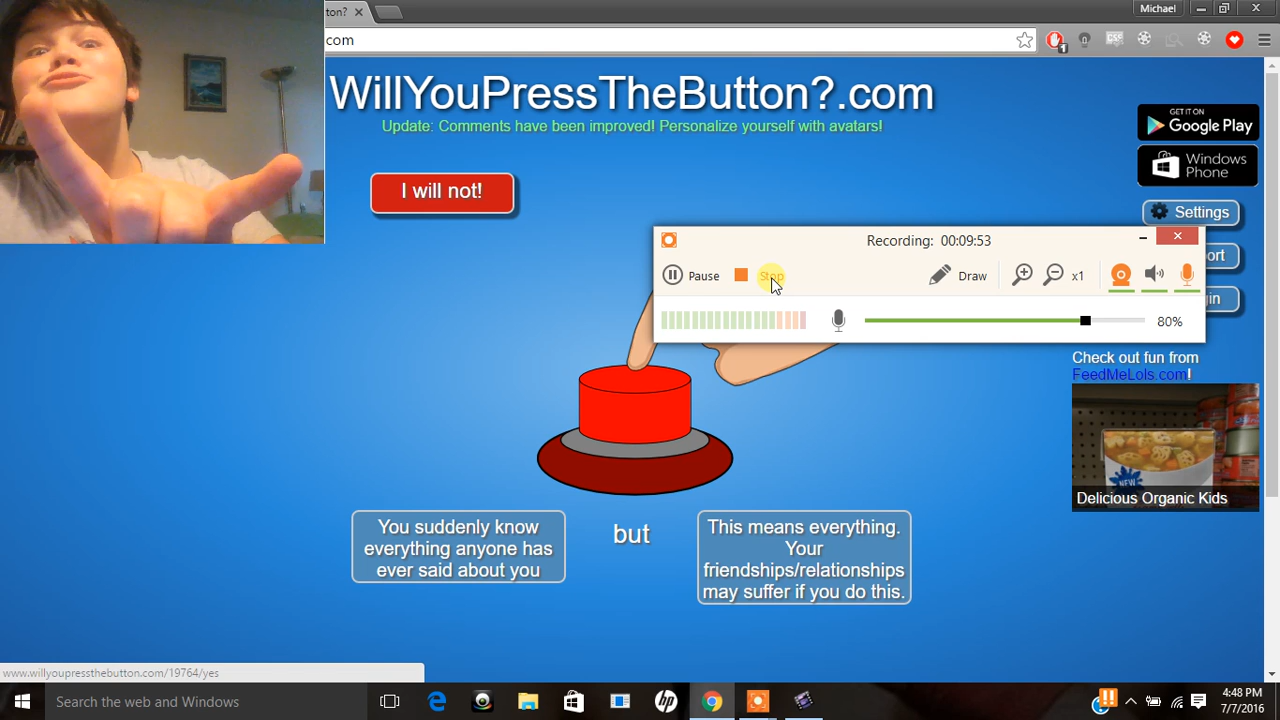 ton?
Michael
com
WillYouPressTheButton?.com
Update: Comments have been improved! Personalize yourself with avatars!
GET IT ON
Google Play
Windows
Phone
I will not!
Settings
Recording: 00:09:53
Pause
Stop
Draw
x1
80%
port
gin
Check out fun from
FeedMeLols.com!
NEW
Delicious Organic Kids
You suddenly know
everything anyone has
ever said about you
but
This means everything.
Your
friendships/relationships
may suffer if you do this.
www.willyoupressthebutton.com/19764/yes
Search the web and Windows
hp
4:48 PM
7/7/2016